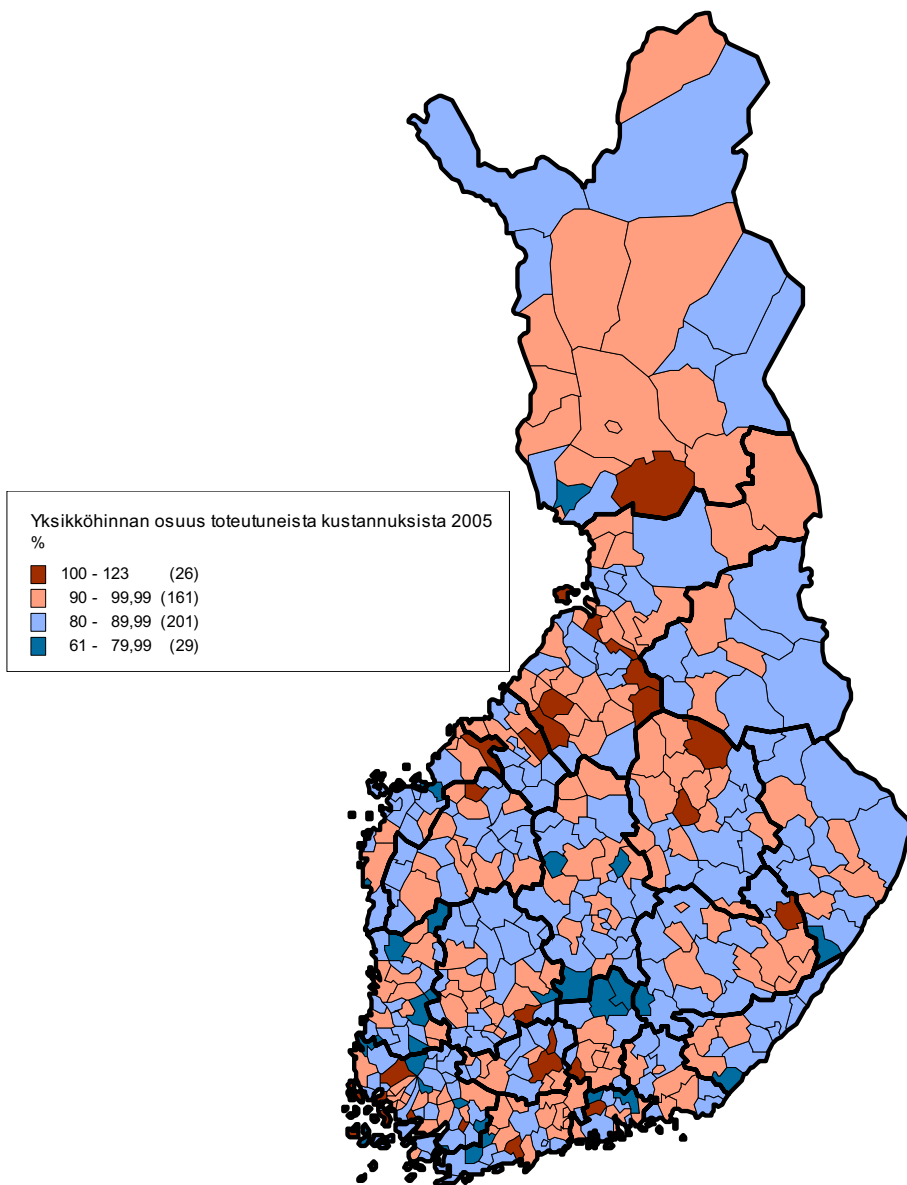 Yksikköhinnan osuus toteutuneista kustannuksista 2005
%
100 - 123 (26)
90 - 99,99 (161)
80 - 89,99 (201)
61 - 79,99 (29)